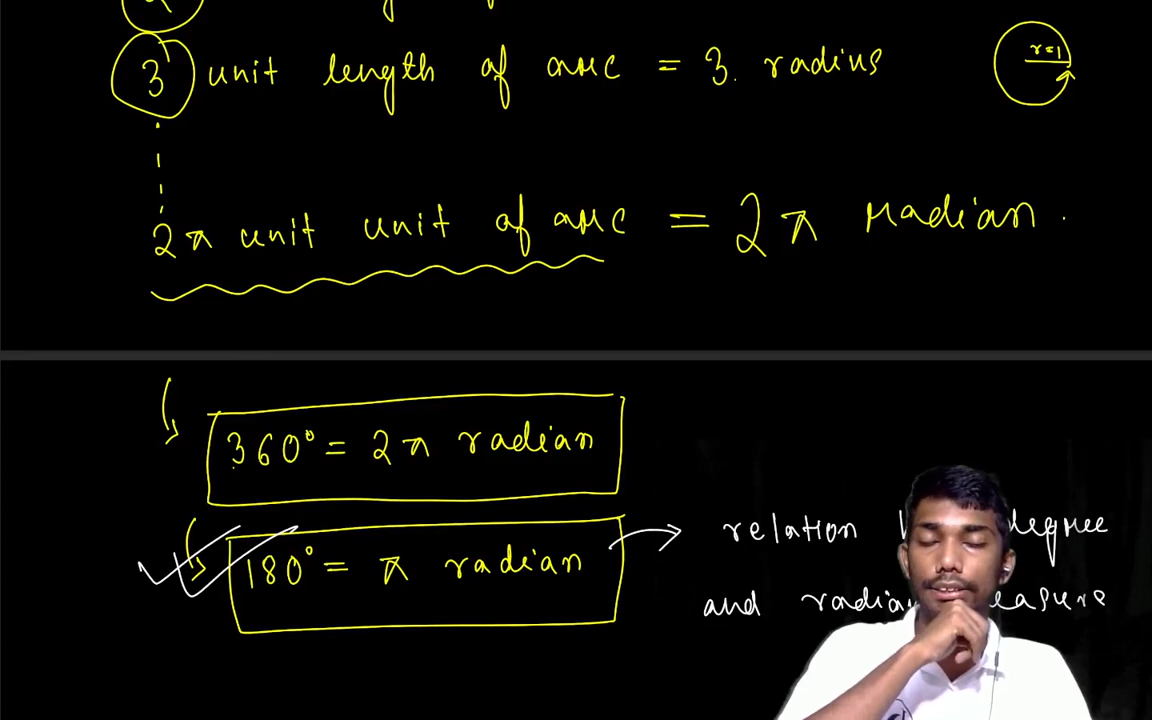 3 unit length of arc = 3. radius
r=1
2π unit unit of arc = 2π radian.
360° = 2π radian
180° = π radian
relation degree
and radian measure